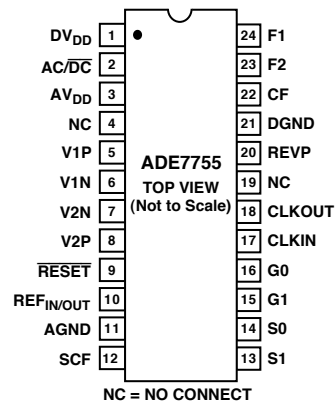 DVDD 1 24 F1
AC/DC 2 23 F2
AVDD 3 22 CF
NC 4 21 DGND
V1P 5 20 REVP
V1N 6 19 NC
V2N 7 18 CLKOUT
V2P 8 17 CLKIN
RESET 9 16 G0
REFIN/OUT 10 15 G1
AGND 11 14 S0
SCF 12 13 S1
ADE7755
TOP VIEW
(Not to Scale)
NC = NO CONNECT